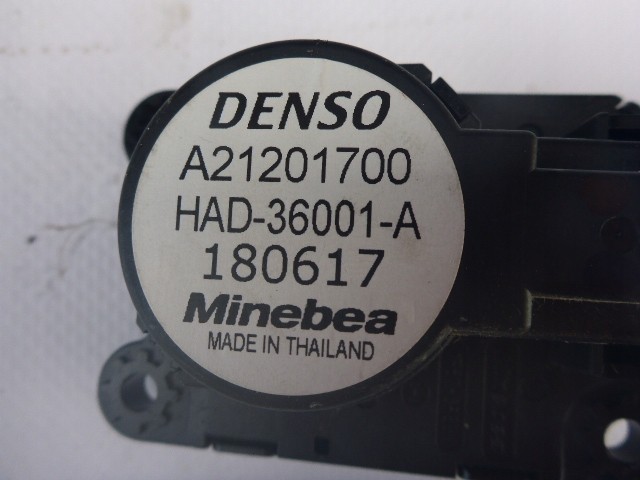 DENSO
A21201700
HAD-36001-A
180617
Minebea
MADE IN THAILAND